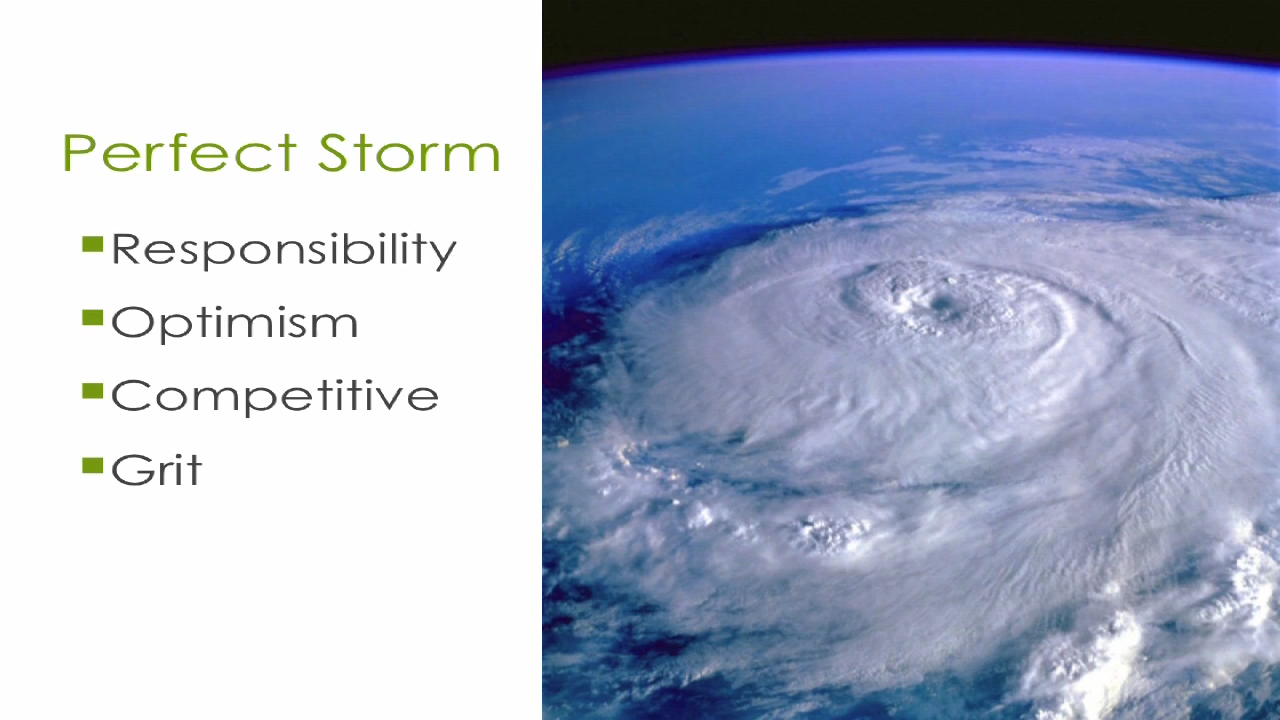 Perfect Storm
Responsibility
Optimism
Competitive
Grit